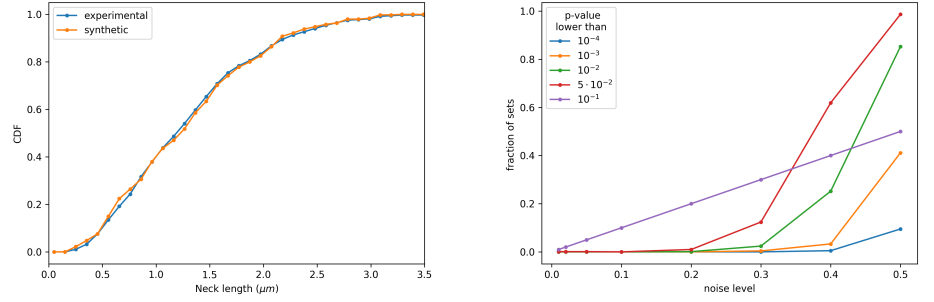 1.0
0.8
0.6
0.4
0.2
0.0
CDF
experimental
synthetic
0.0 0.5 1.0 1.5 2.0 2.5 3.0 3.5
Neck length (μm)
0.8
0.6
0.4
0.2
0.0
fraction of sets
p-value
lower than
10⁻⁴
10⁻³
10⁻²
5 · 10⁻²
10⁻¹
0.0 0.1 0.2 0.3 0.4 0.5
noise level
1.0